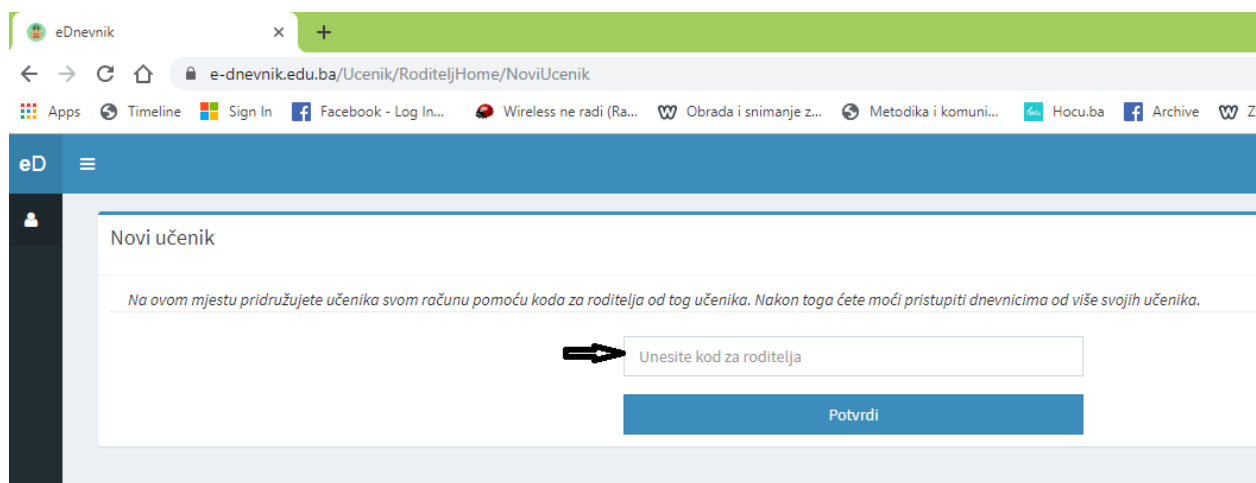 eDnevnik
e-dnevnik.edu.ba/Ucenik/RoditeljHome/NoviUcenik
Apps Timeline Sign In Facebook - Log In... Wireless ne radi (Ra... Obrada i snimanje z... Metodika i komuni... Hocu.ba Archive Z
eD
Novi učenik
Na ovom mjestu pridružujete učenika svom računu pomoću koda za roditelja od tog učenika. Nakon toga ćete moći pristupiti dnevnicima od više svojih učenika.
Unesite kod za roditelja
Potvrdi